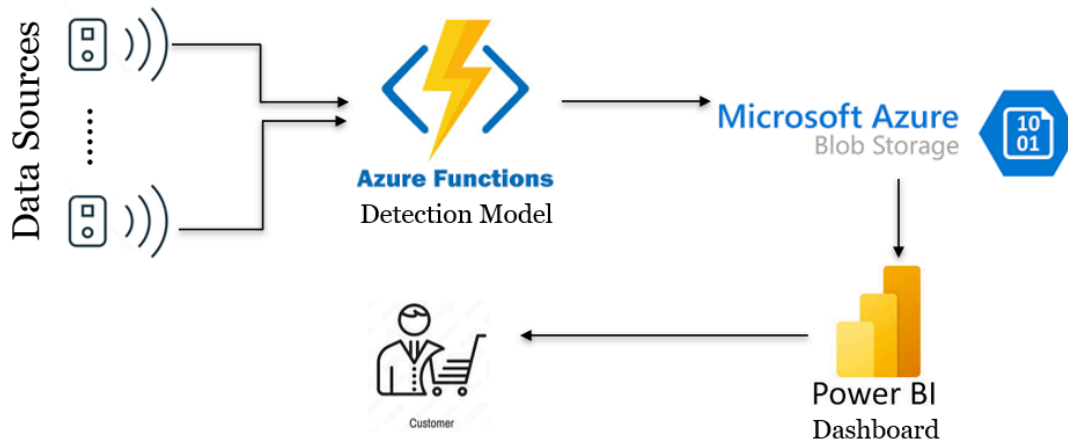 Data Sources
Azure Functions
Detection Model
Microsoft Azure
Blob Storage
10
01
Customer
Power BI
Dashboard